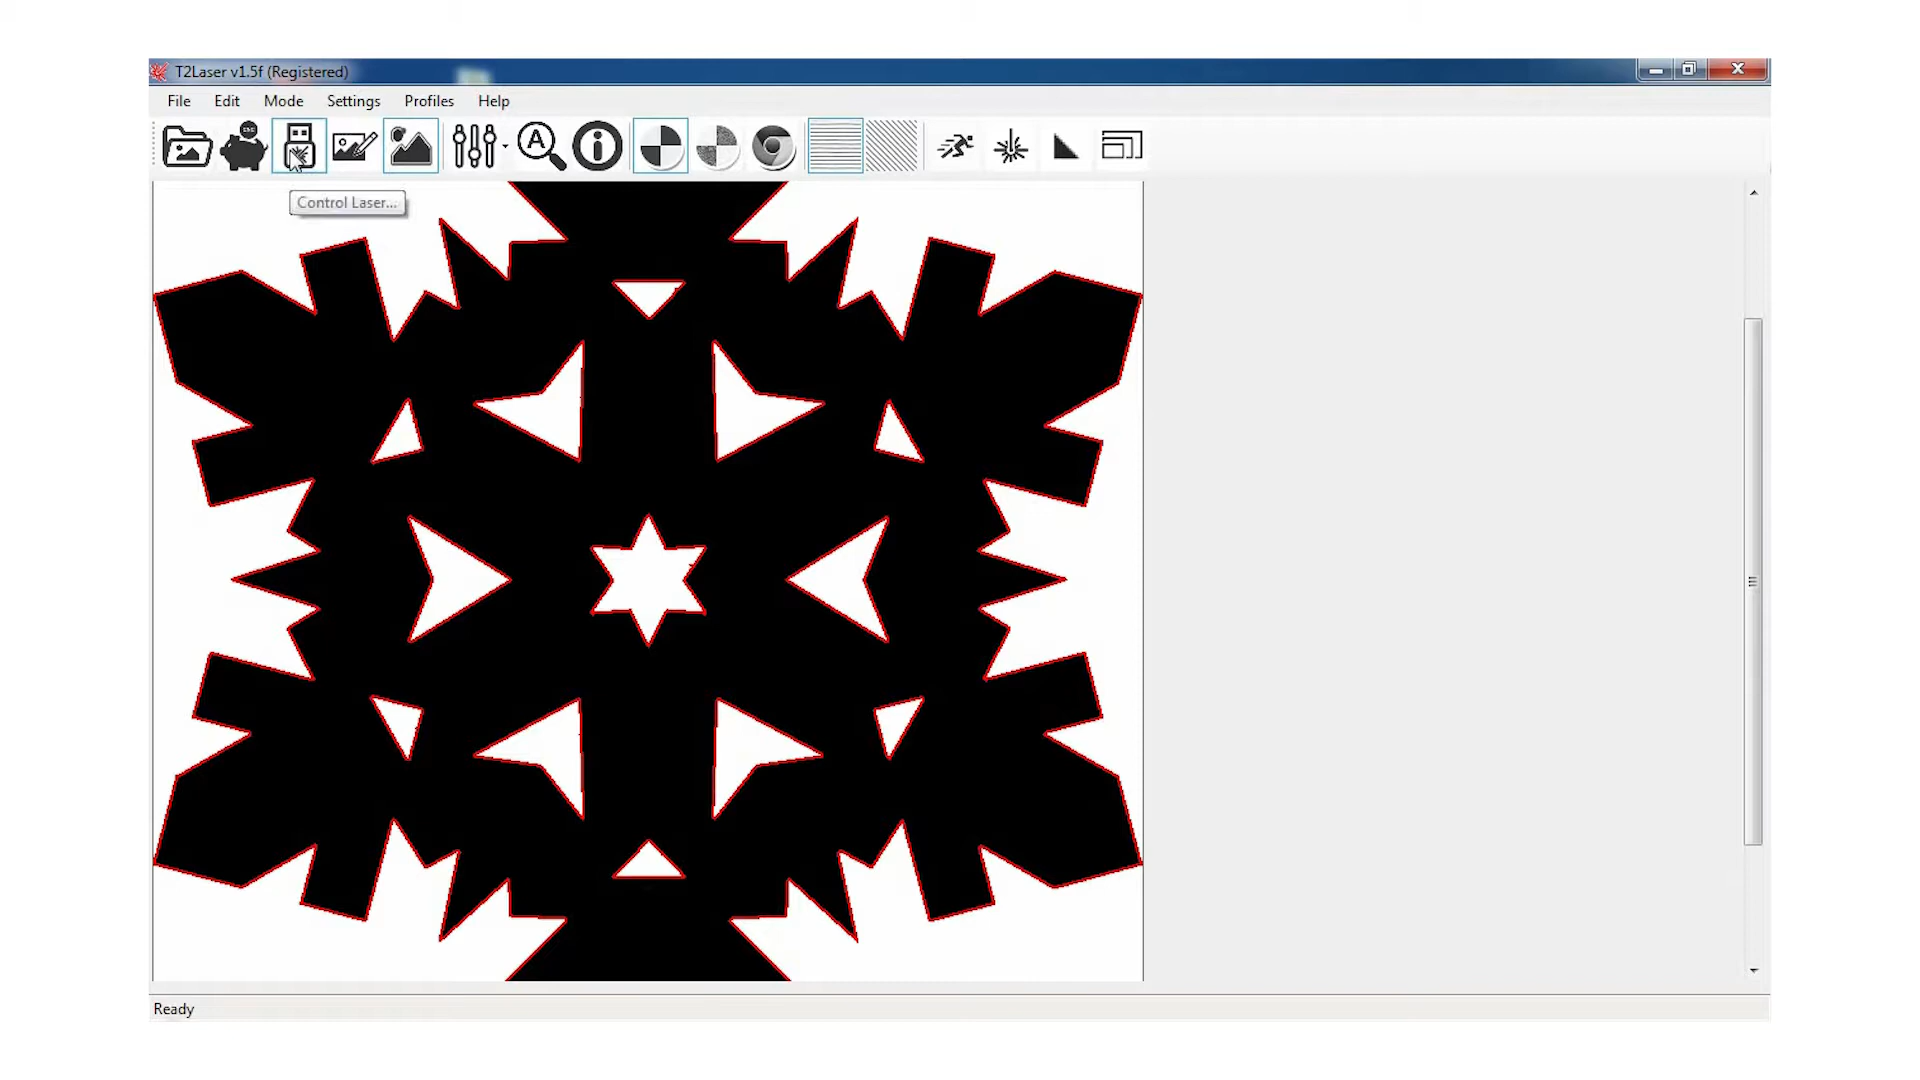 T2Laser v1.5f (Registered)
File Edit Mode Settings Profiles Help
A
Control Laser...
Ready